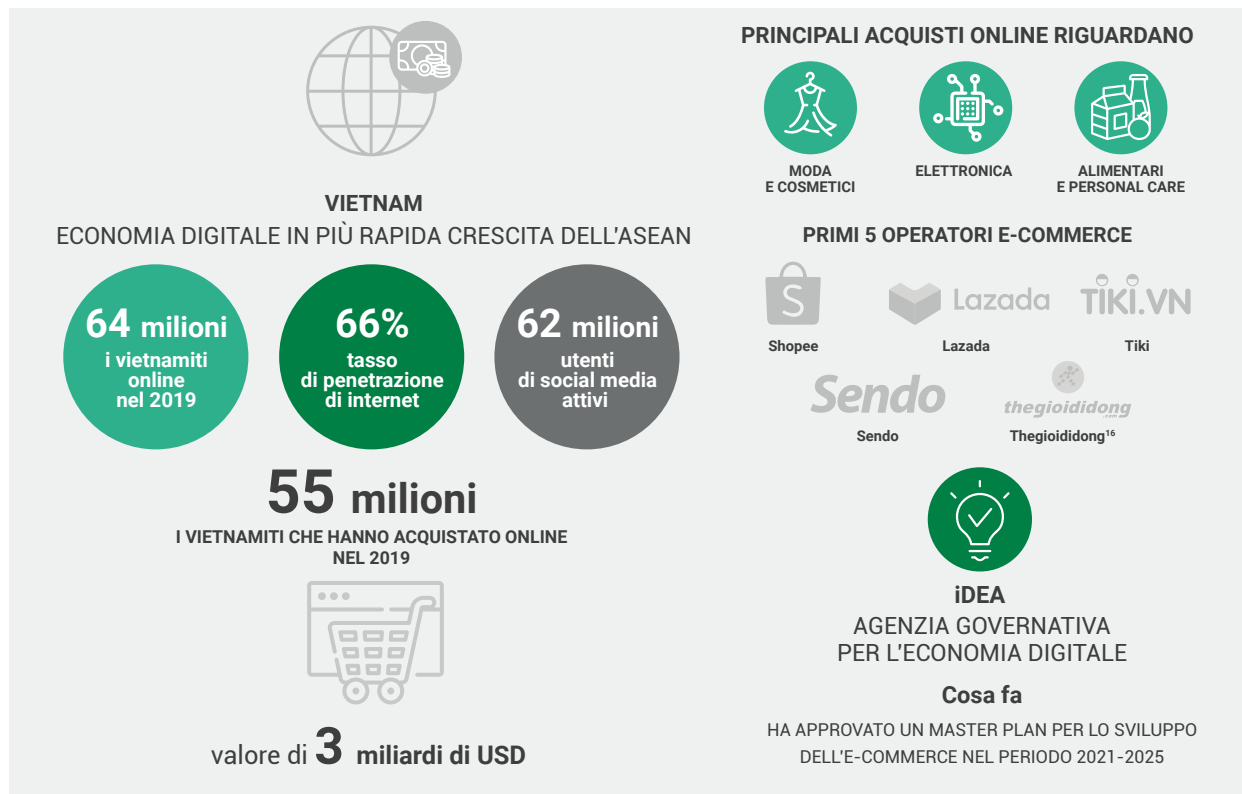 VIETNAM
ECONOMIA DIGITALE IN PIÙ RAPIDA CRESCITA DELL'ASEAN
64 milioni
i vietnamiti
online
nel 2019
66%
tasso
di penetrazione
di internet
62 milioni
utenti
di social media
attivi
55 milioni
I VIETNAMITI CHE HANNO ACQUISTATO ONLINE
NEL 2019
valore di 3 miliardi di USD
PRINCIPALI ACQUISTI ONLINE RIGUARDANO
MODA
E COSMETICI
ELETTRONICA
ALIMENTARI
E PERSONAL CARE
PRIMI 5 OPERATORI E-COMMERCE
S
Shopee
Lazada
Lazada
TIKI.VN
Tiki
Sendo
Sendo
thegioididong
.com
Thegioididong¹⁶
iDEA
AGENZIA GOVERNATIVA
PER L'ECONOMIA DIGITALE
Cosa fa
HA APPROVATO UN MASTER PLAN PER LO SVILUPPO
DELL'E-COMMERCE NEL PERIODO 2021-2025